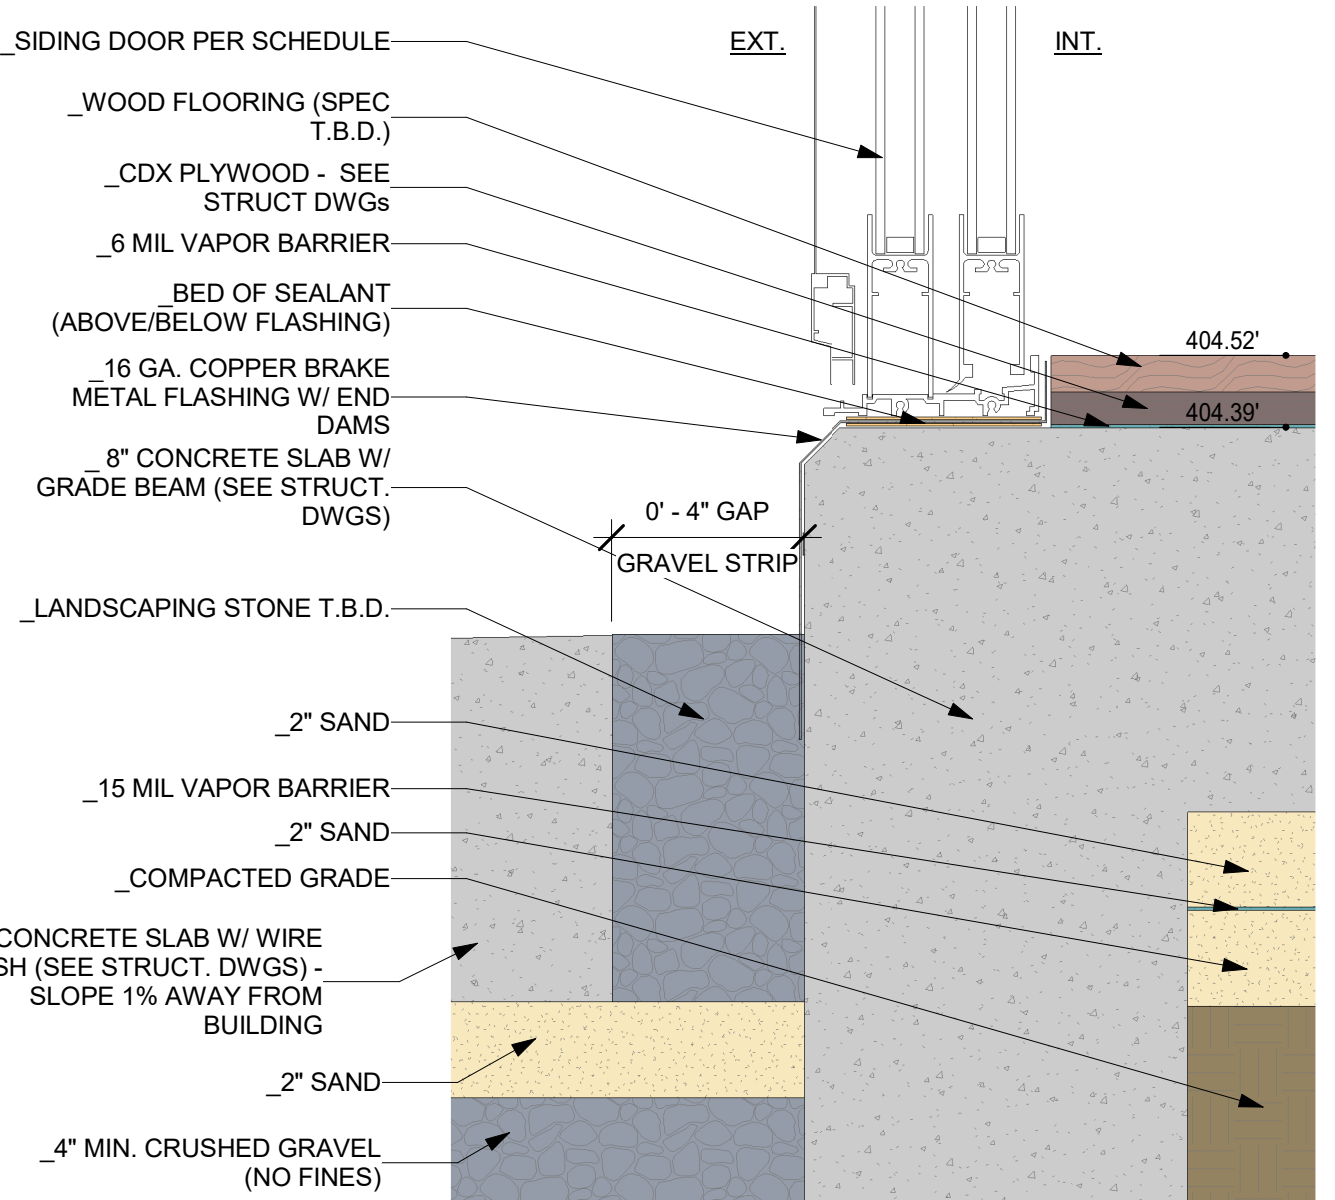 _SIDING DOOR PER SCHEDULE
EXT.
INT.
_WOOD FLOORING (SPEC
T.B.D.)
_CDX PLYWOOD - SEE
STRUCT DWGs
_6 MIL VAPOR BARRIER
_BED OF SEALANT
(ABOVE/BELOW FLASHING)
404.52'
_16 GA. COPPER BRAKE
METAL FLASHING W/ END
DAMS
404.39'
_ 8" CONCRETE SLAB W/
GRADE BEAM (SEE STRUCT.
DWGS)
0' - 4" GAP
GRAVEL STRIP
_LANDSCAPING STONE T.B.D.
_2" SAND
_15 MIL VAPOR BARRIER
_2" SAND
_COMPACTED GRADE
CONCRETE SLAB W/ WIRE
SH (SEE STRUCT. DWGS) -
SLOPE 1% AWAY FROM
BUILDING
_2" SAND
_4" MIN. CRUSHED GRAVEL
(NO FINES)